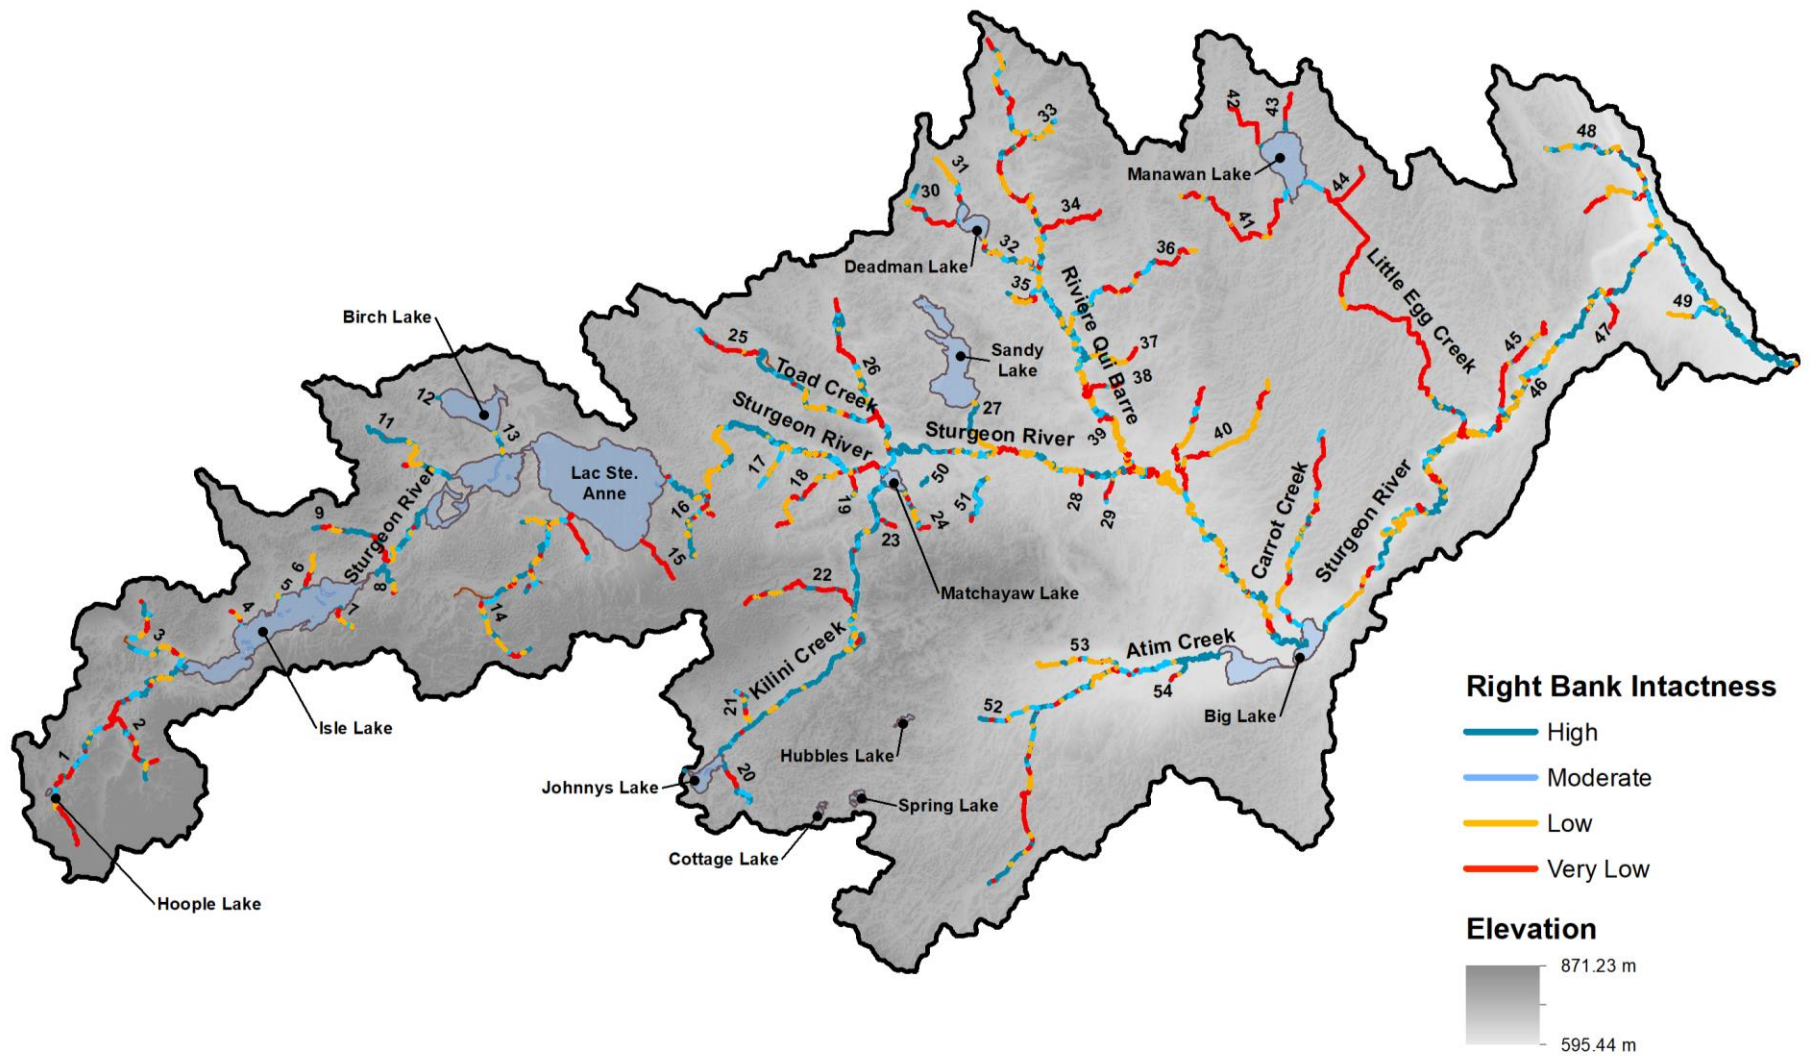 48
42
43
33
Manawan Lake
31
30
44
34
41
32
36
Deadman Lake
35
Riviere Qui Barre
Little Egg Creek
49
Birch Lake
25
26
Sandy
Lake
37
38
45
47
46
Toad Creek
12
13
11
Sturgeon River
27
Sturgeon River
39
40
17
18
19
50
51
28
29
Lac Ste.
Anne
16
9
Sturgeon River
24
23
15
Carrot Creek
Sturgeon River
6
5
8
22
Matchayaw Lake
4
7
14
3
Kilini Creek
53
Atim Creek
54
52
21
2
1
Isle Lake
Big Lake
Hubbles Lake
Johnnys Lake
20
Spring Lake
Cottage Lake
Hoople Lake
Right Bank Intactness
High
Moderate
Low
Very Low
Elevation
871.23 m
595.44 m